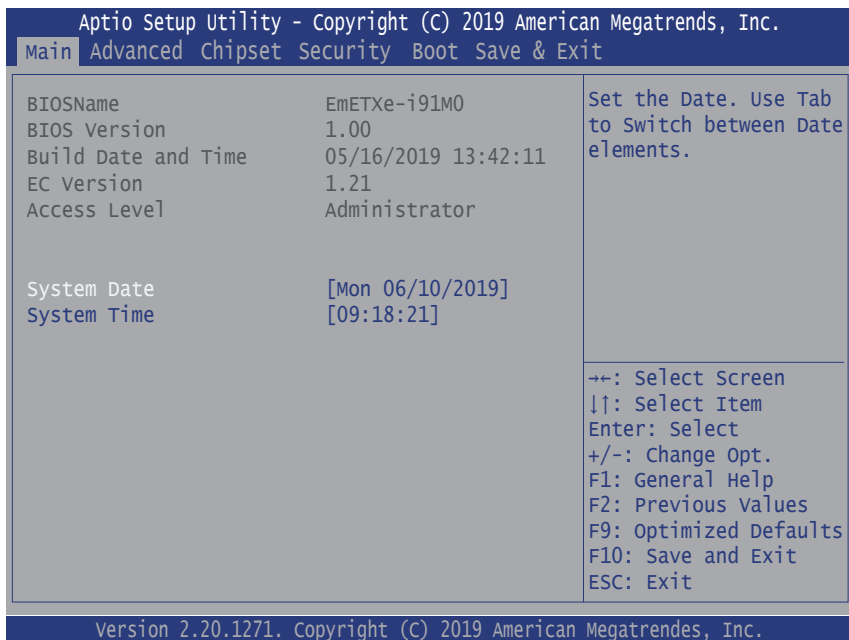 Aptio Setup Utility - Copyright (C) 2019 American Megatrends, Inc.
Main Advanced Chipset Security Boot Save & Exit
BIOSName EmETXe-i91M0
BIOS Version 1.00
Build Date and Time 05/16/2019 13:42:11
EC Version 1.21
Access Level Administrator
System Date [Mon 06/10/2019]
System Time [09:18:21]
Set the Date. Use Tab
to Switch between Date
elements.
→←: Select Screen
↓↑: Select Item
Enter: Select
+/-: Change Opt.
F1: General Help
F2: Previous Values
F9: Optimized Defaults
F10: Save and Exit
ESC: Exit
Version 2.20.1271. Copyright (C) 2019 American Megatrendes, Inc.